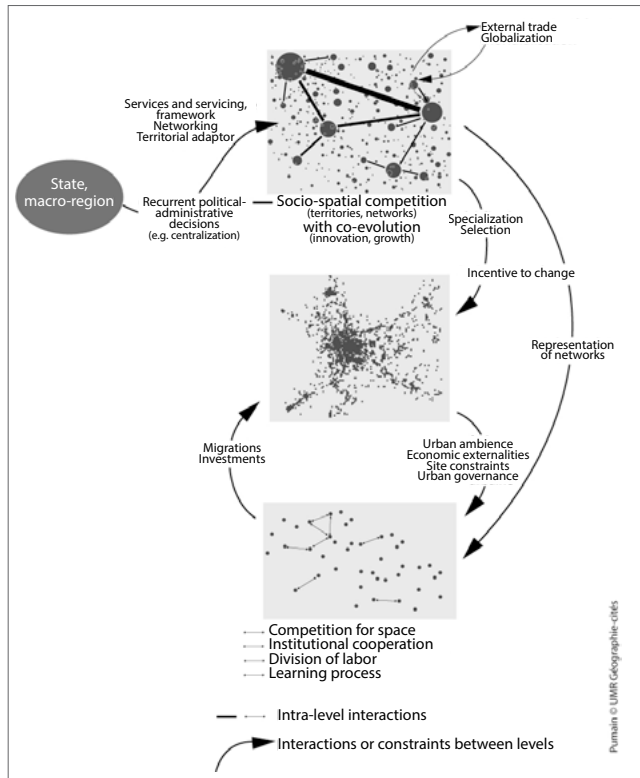 External trade
Globalization
Services and servicing,
framework
Networking
Territorial adaptor
State,
macro-region
Recurrent political-
administrative
decisions
(e.g. centralization)
Socio-spatial competition
(territories, networks)
with co-evolution
(innovation, growth)
Specialization
Selection
Incentive to change
Representation
of networks
Migrations
Investments
Urban ambience
Economic externalities
Site constraints
Urban governance
Competition for space
Institutional cooperation
Division of labor
Learning process
Intra-level interactions
Interactions or constraints between levels
Pumain © UMR Géographie-cités